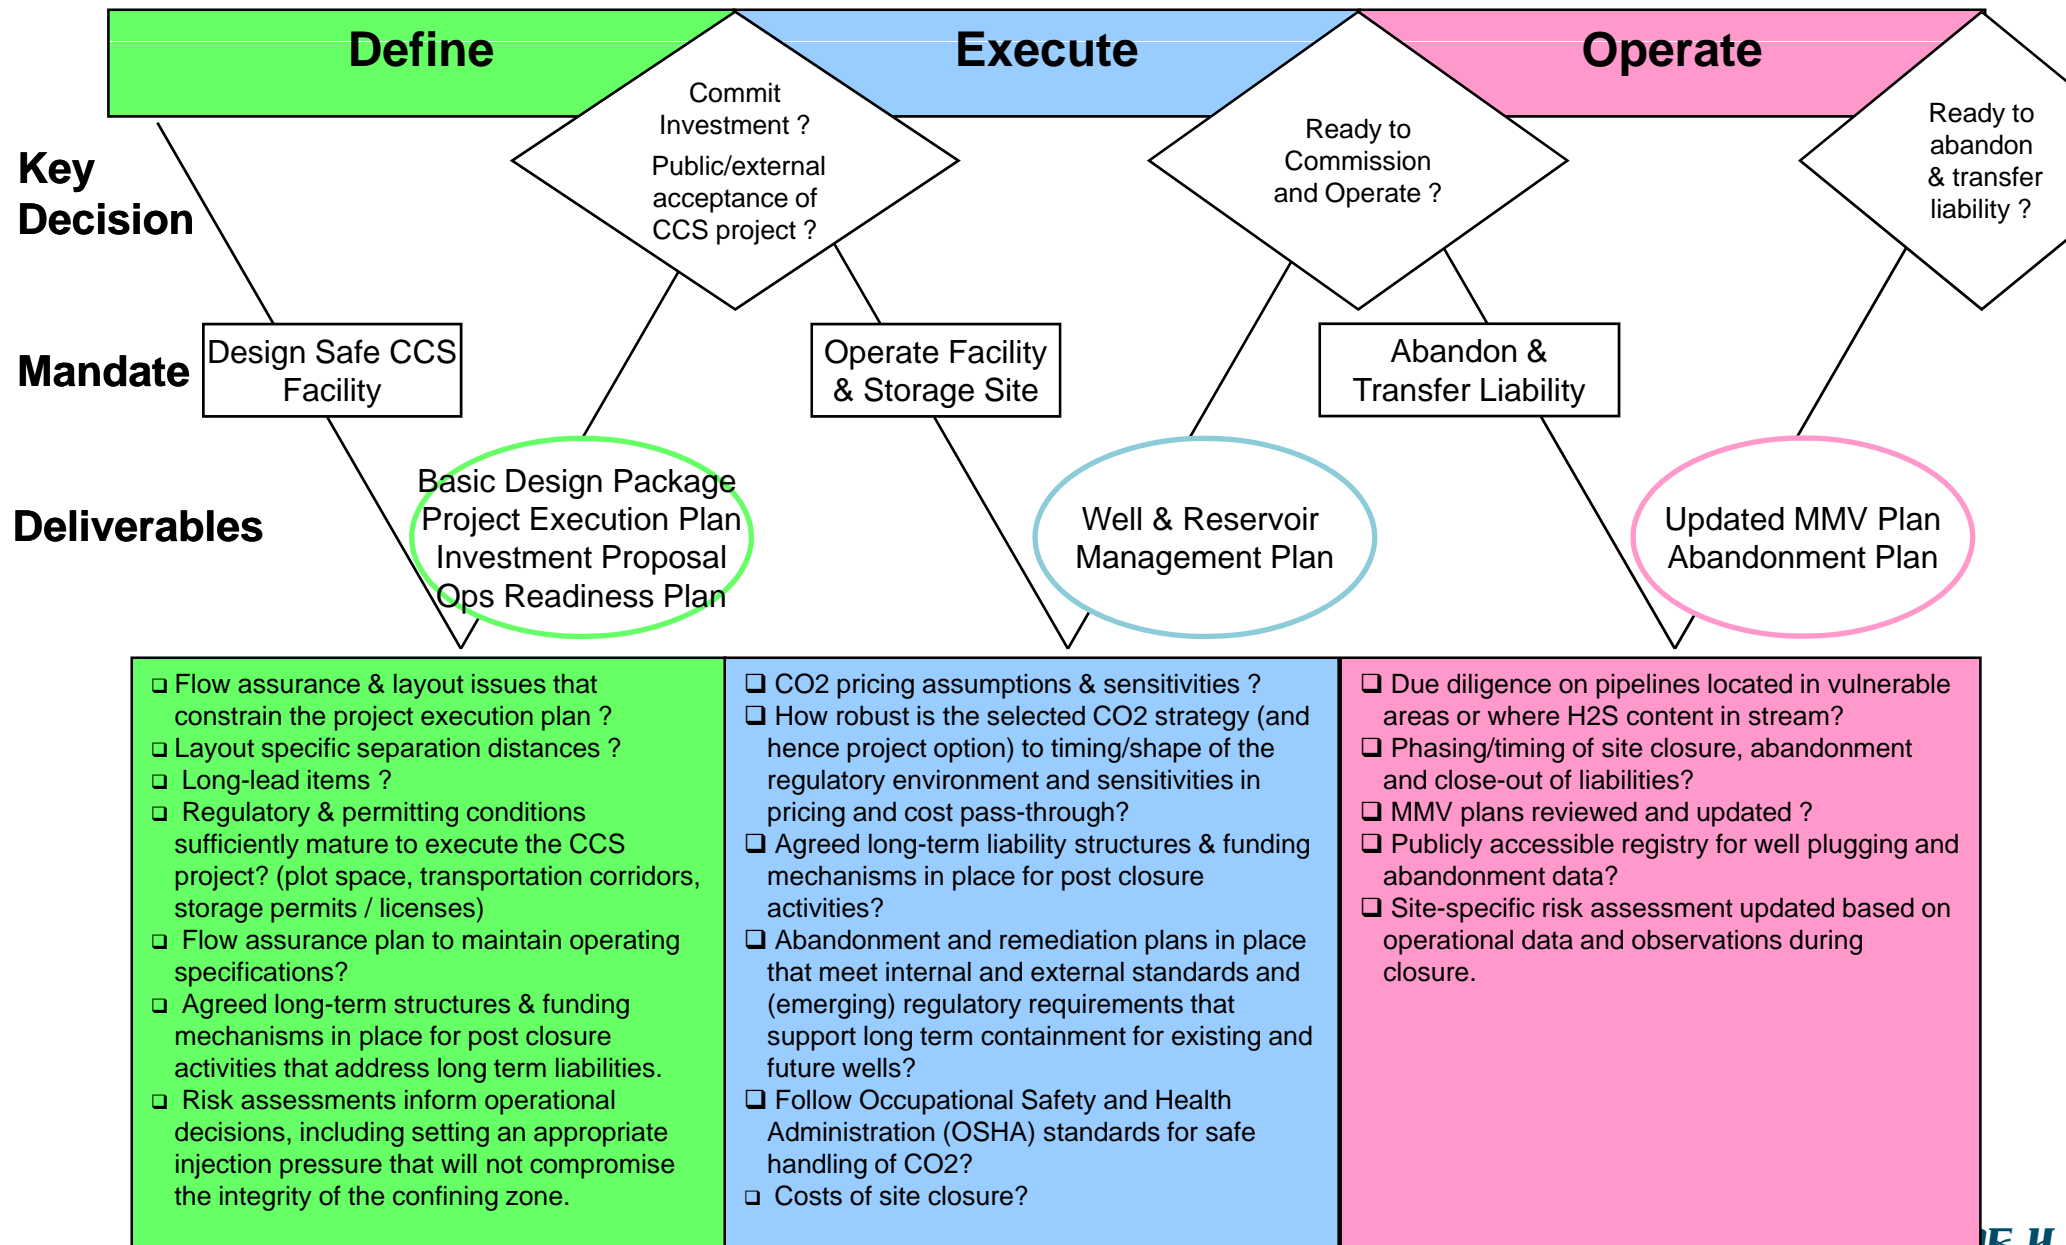 Define
Execute
Operate
Key
Decision
Commit
Investment ?
Public/external
acceptance of
CCS project ?
Ready to
Commission
and Operate ?
Ready to
abandon
& transfer
liability ?
Mandate
Design Safe CCS
Facility
Operate Facility
& Storage Site
Abandon &
Transfer Liability
Deliverables
Basic Design Package
Project Execution Plan
Investment Proposal
Ops Readiness Plan
Well & Reservoir
Management Plan
Updated MMV Plan
Abandonment Plan
❑ Flow assurance & layout issues that
constrain the project execution plan ?
❑ Layout specific separation distances ?
❑ Long-lead items ?
❑ Regulatory & permitting conditions
sufficiently mature to execute the CCS
project? (plot space, transportation corridors,
storage permits / licenses)
❑ Flow assurance plan to maintain operating
specifications?
❑ Agreed long-term structures & funding
mechanisms in place for post closure
activities that address long term liabilities.
❑ Risk assessments inform operational
decisions, including setting an appropriate
injection pressure that will not compromise
the integrity of the confining zone.
❑ CO2 pricing assumptions & sensitivities ?
❑ How robust is the selected CO2 strategy (and
hence project option) to timing/shape of the
regulatory environment and sensitivities in
pricing and cost pass-through?
❑ Agreed long-term liability structures & funding
mechanisms in place for post closure
activities?
❑ Abandonment and remediation plans in place
that meet internal and external standards and
(emerging) regulatory requirements that
support long term containment for existing and
future wells?
❑ Follow Occupational Safety and Health
Administration (OSHA) standards for safe
handling of CO2?
❑ Costs of site closure?
❑ Due diligence on pipelines located in vulnerable
areas or where H2S content in stream?
❑ Phasing/timing of site closure, abandonment
and close-out of liabilities?
❑ MMV plans reviewed and updated ?
❑ Publicly accessible registry for well plugging and
abandonment data?
❑ Site-specific risk assessment updated based on
operational data and observations during
closure.